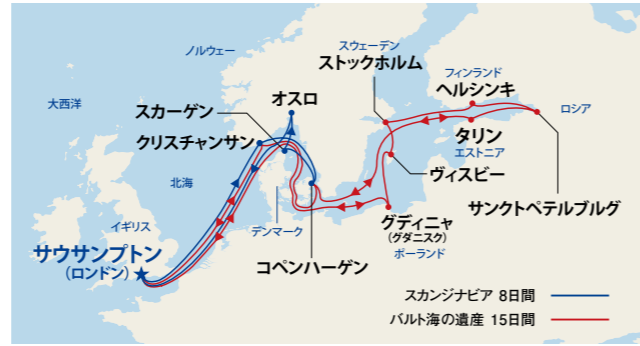 ノルウェー
スウェーデン
ストックホルム
フィンランド
ヘルシンキ
大西洋
オスロ
スカーゲン
ロシア
クリスチャンサン
タリン
エストニア
ヴィスビー
北海
サンクトペテルブルグ
イギリス
デンマーク
グディニャ
(グダニスク)
ポーランド
サウサンプトン
(ロンドン)
コペンハーゲン
スカンジナビア 8日間
バルト海の遺産 15日間